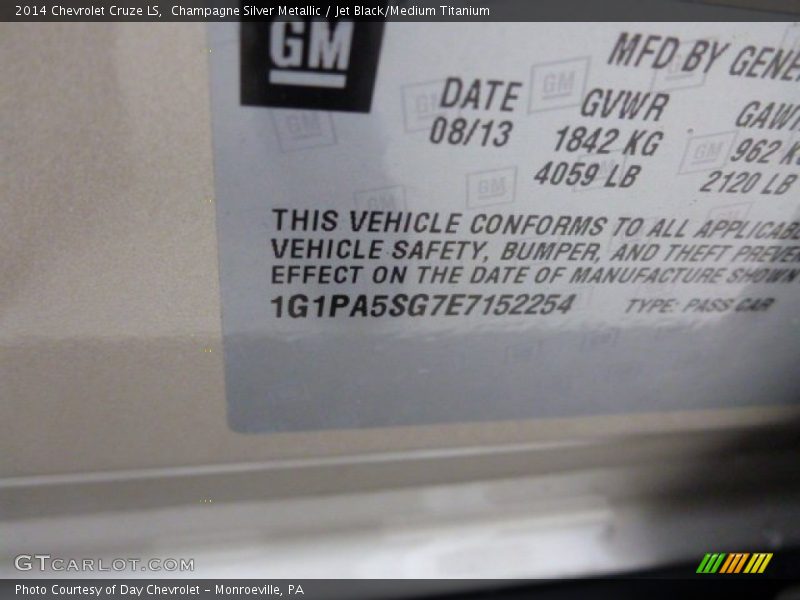 2014 Chevrolet Cruze LS, Champagne Silver Metallic / Jet Black/Medium Titanium
GM
MFD BY
DATE GVWR
08/13 1842 KG 962
4059 LB 2120 LB
THIS VEHICLE CONFORMS TO ALL
VEHICLE SAFETY, BUMPER, AND THEFT
EFFECT ON THE DATE OF MANUFACTURE SHOWN
1G1PA5SG7E7152254 TYPE: PASS CAR
GTCARLOT.COM
Photo Courtesy of Day Chevrolet – Monroeville, PA